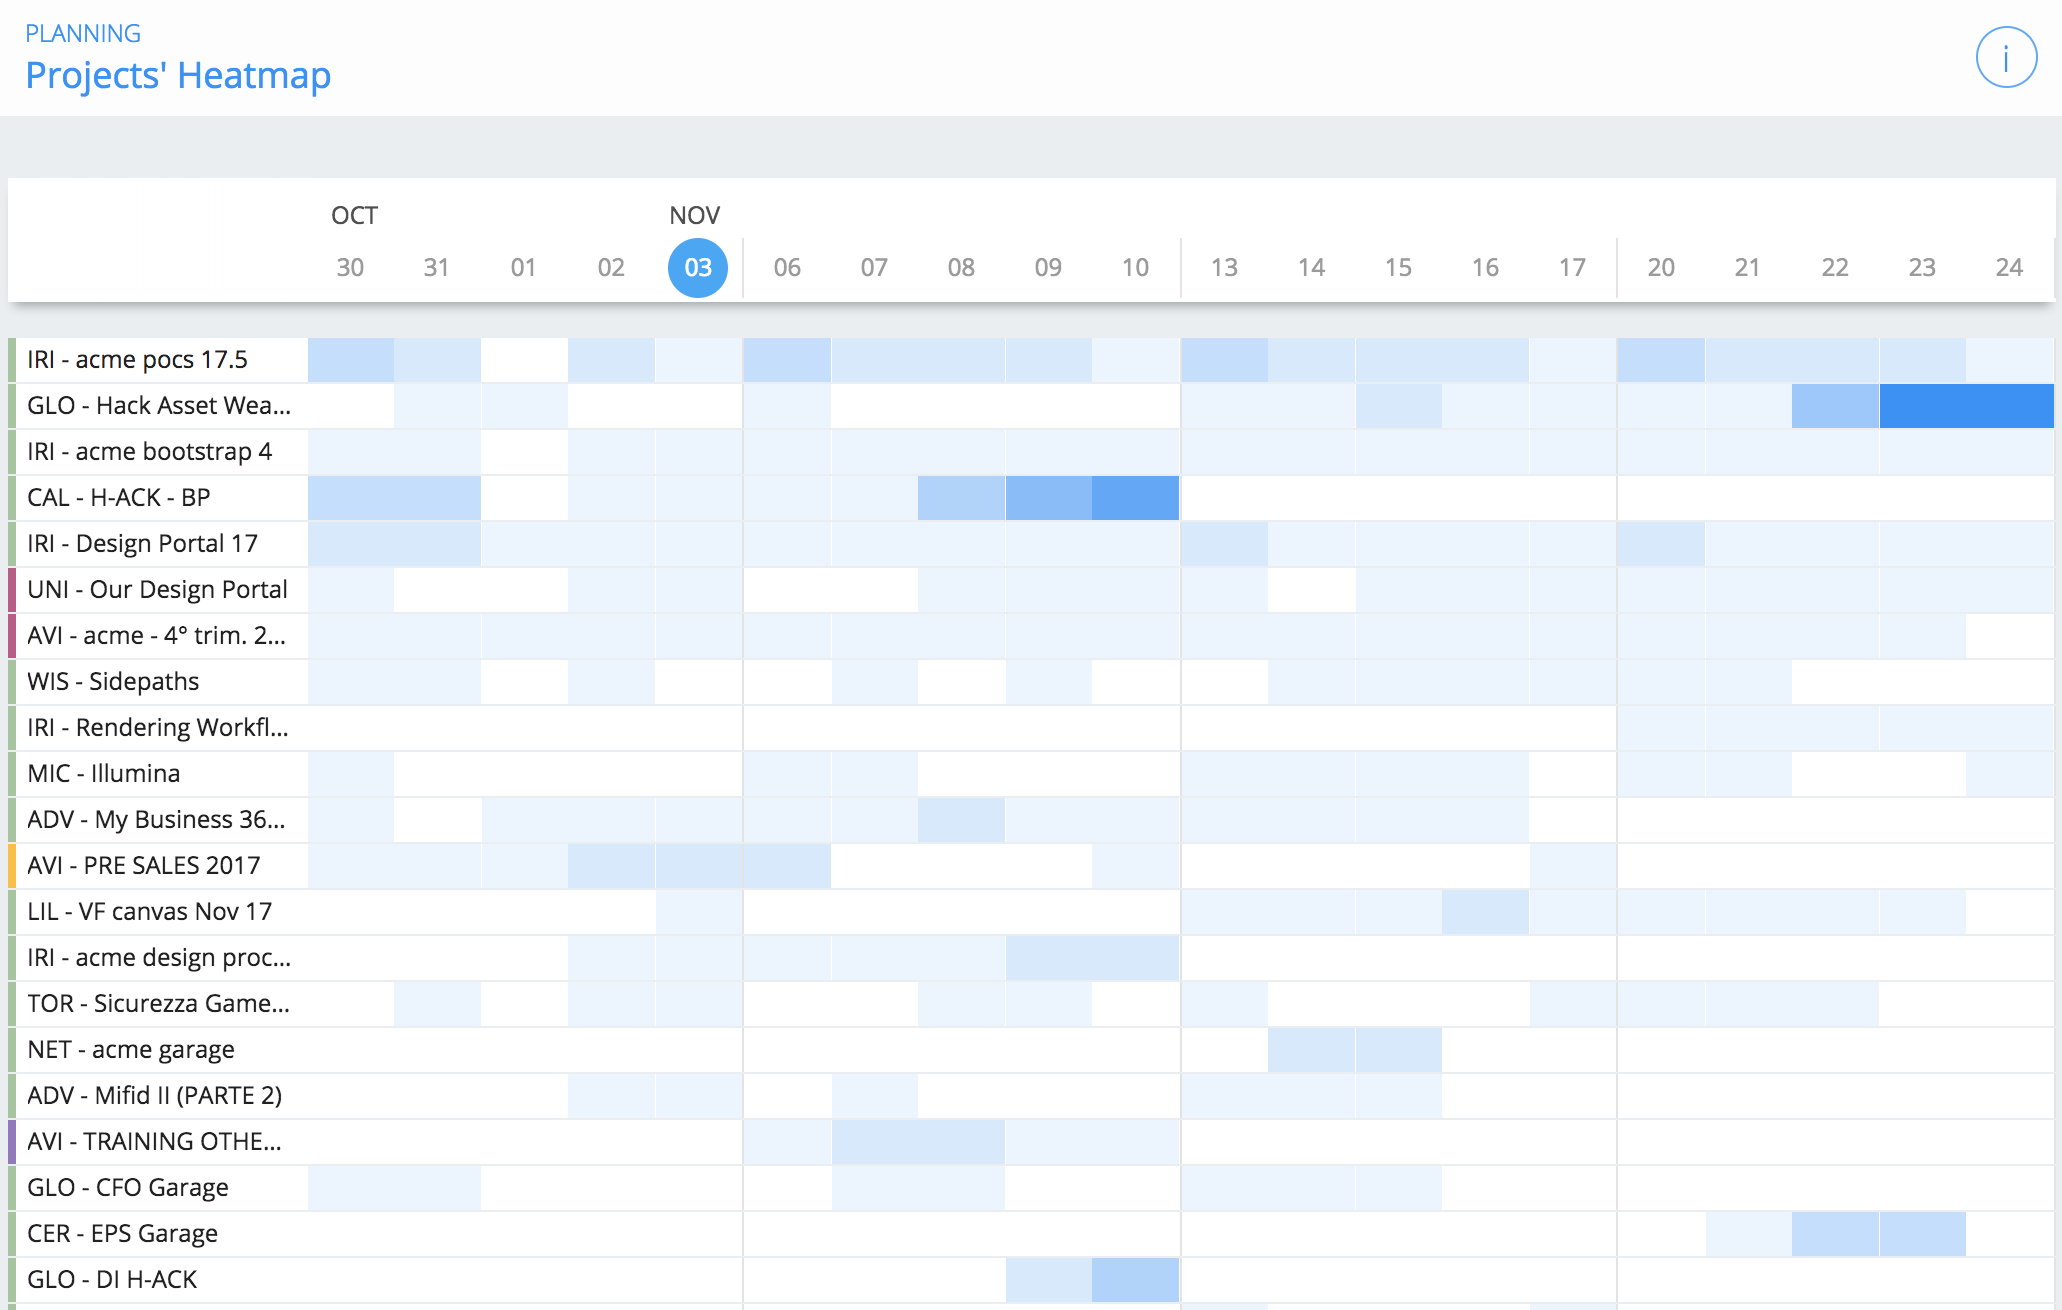 PLANNING
Projects' Heatmap
i
OCT NOV
30 31 01 02 03 06 07 08 09 10 13 14 15 16 17 20 21 22 23 24
IRI - acme pocs 17.5
GLO - Hack Asset Wea...
IRI - acme bootstrap 4
CAL - H-ACK - BP
IRI - Design Portal 17
UNI - Our Design Portal
AVI - acme - 4° trim. 2...
WIS - Sidepaths
IRI - Rendering Workfl...
MIC - Illumina
ADV - My Business 36...
AVI - PRE SALES 2017
LIL - VF canvas Nov 17
IRI - acme design proc...
TOR - Sicurezza Game...
NET - acme garage
ADV - Mifid II (PARTE 2)
AVI - TRAINING OTHE...
GLO - CFO Garage
CER - EPS Garage
GLO - DI H-ACK